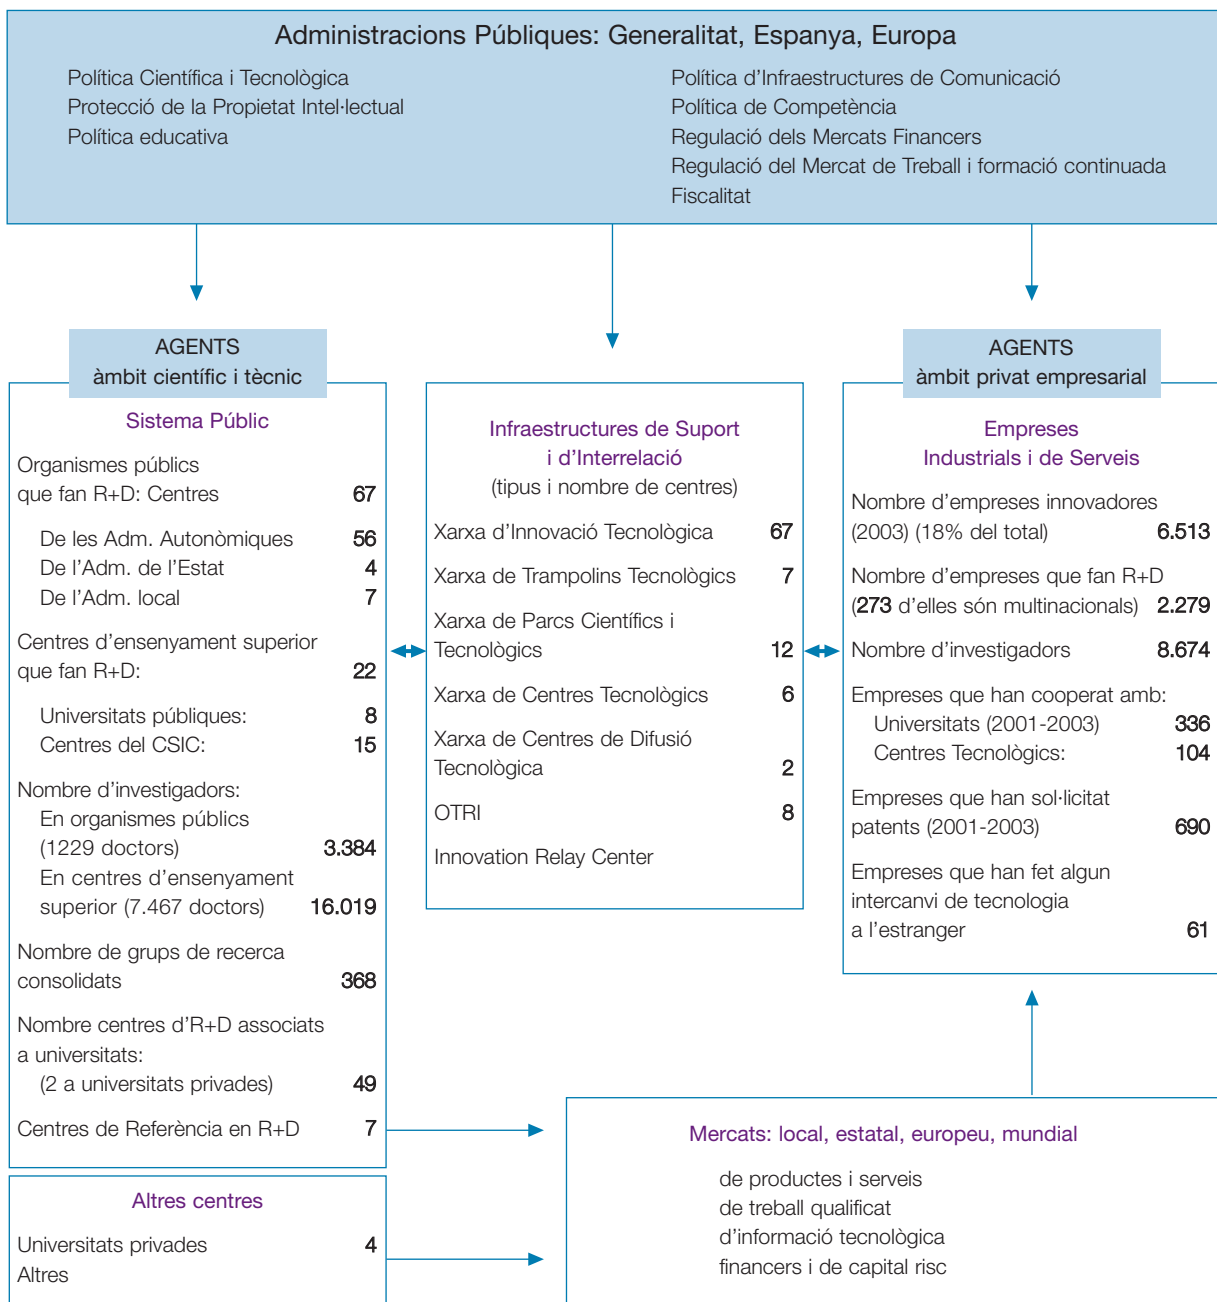 Administracions Públiques: Generalitat, Espanya, Europa
Política Científica i Tecnològica
Protecció de la Propietat Intel·lectual
Política educativa
Política d'Infraestructures de Comunicació
Política de Competència
Regulació dels Mercats Financers
Regulació del Mercat de Treball i formació continuada
Fiscalitat
AGENTS
àmbit científic i tècnic
Sistema Públic
Organismes públics
que fan R+D: Centres 67
De les Adm. Autonòmiques 56
De l'Adm. de l'Estat 4
De l'Adm. local 7
Centres d'ensenyament superior
que fan R+D: 22
Universitats públiques: 8
Centres del CSIC: 15
Nombre d'investigadors:
En organismes públics
(1229 doctors) 3.384
En centres d'ensenyament
superior (7.467 doctors) 16.019
Nombre de grups de recerca
consolidats 368
Nombre centres d'R+D associats
a universitats:
(2 a universitats privades) 49
Centres de Referència en R+D 7
Altres centres
Universitats privades 4
Altres
Infraestructures de Suport
i d'Interrelació
(tipus i nombre de centres)
Xarxa d'Innovació Tecnològica 67
Xarxa de Trampolins Tecnològics 7
Xarxa de Parcs Científics i
Tecnològics 12
Xarxa de Centres Tecnològics 6
Xarxa de Centres de Difusió
Tecnològica 2
OTRI 8
Innovation Relay Center
AGENTS
àmbit privat empresarial
Empreses
Industrials i de Serveis
Nombre d'empreses innovadores
(2003) (18% del total) 6.513
Nombre d'empreses que fan R+D
(273 d'elles són multinacionals) 2.279
Nombre d'investigadors 8.674
Empreses que han cooperat amb:
Universitats (2001-2003) 336
Centres Tecnològics: 104
Empreses que han sol·licitat
patents (2001-2003) 690
Empreses que han fet algun
intercanvi de tecnologia
a l'estranger 61
Mercats: local, estatal, europeu, mundial
de productes i serveis
de treball qualificat
d'informació tecnològica
financers i de capital risc